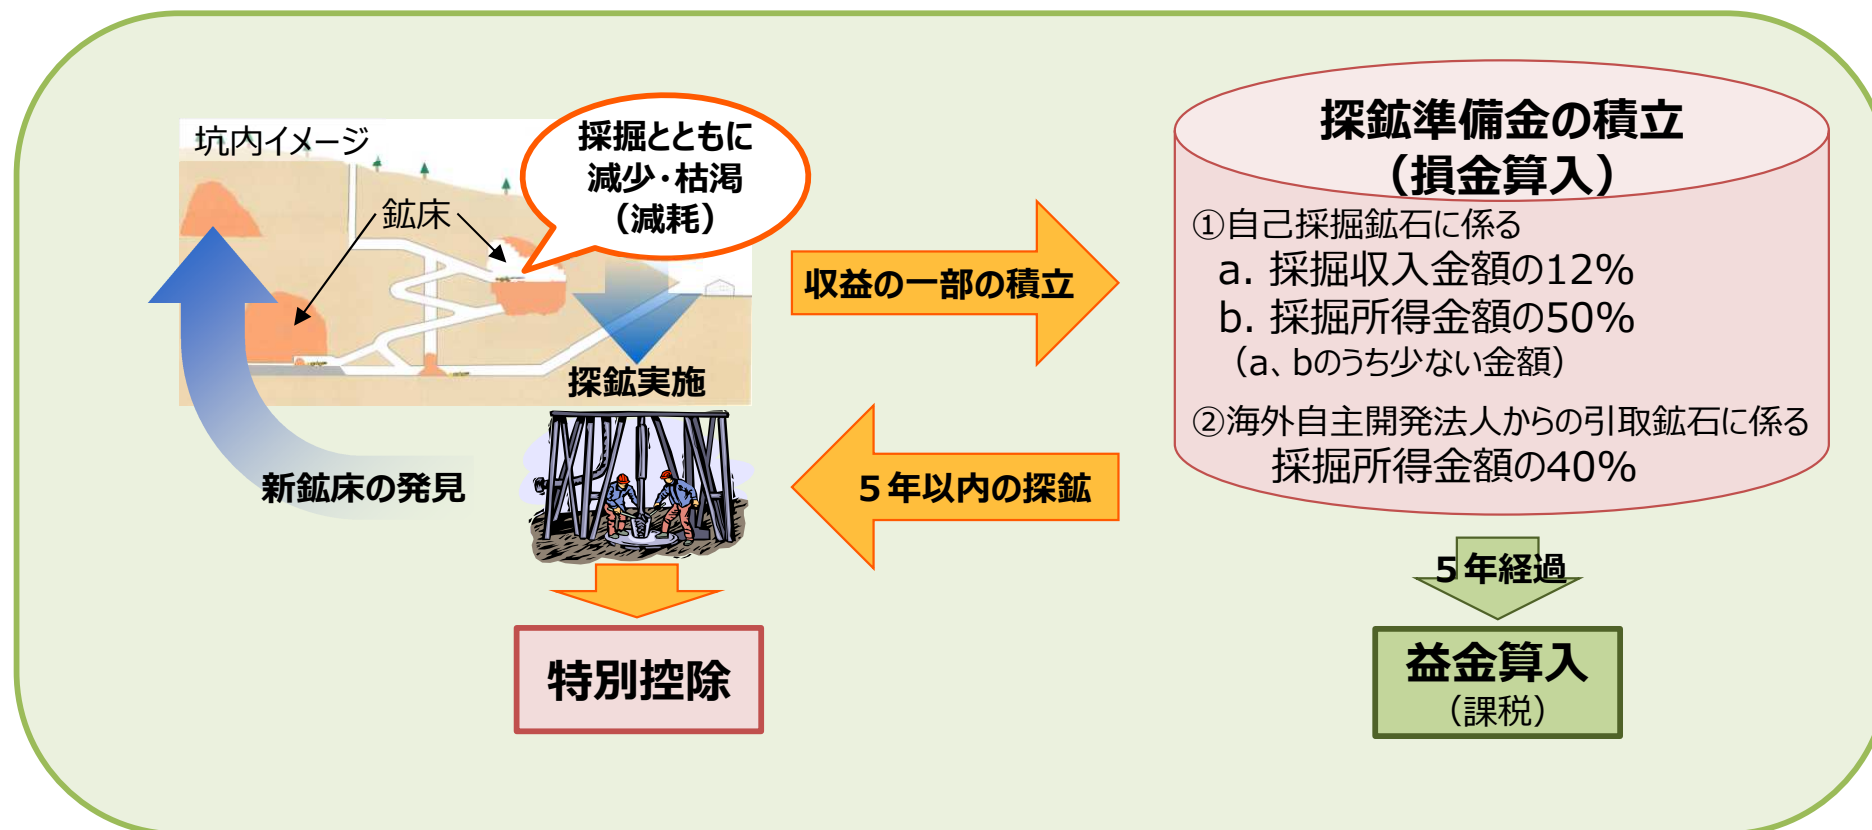 坑内イメージ
鉱床
採掘とともに
減少・枯渇
（減耗）
探鉱実施
新鉱床の発見
収益の一部の積立
５年以内の探鉱
特別控除
探鉱準備金の積立
（損金算入）
①自己採掘鉱石に係る
a. 採掘収入金額の12%
b. 採掘所得金額の50%
（a、bのうち少ない金額）
②海外自主開発法人からの引取鉱石に係る
採掘所得金額の40%
５年経過
益金算入
（課税）